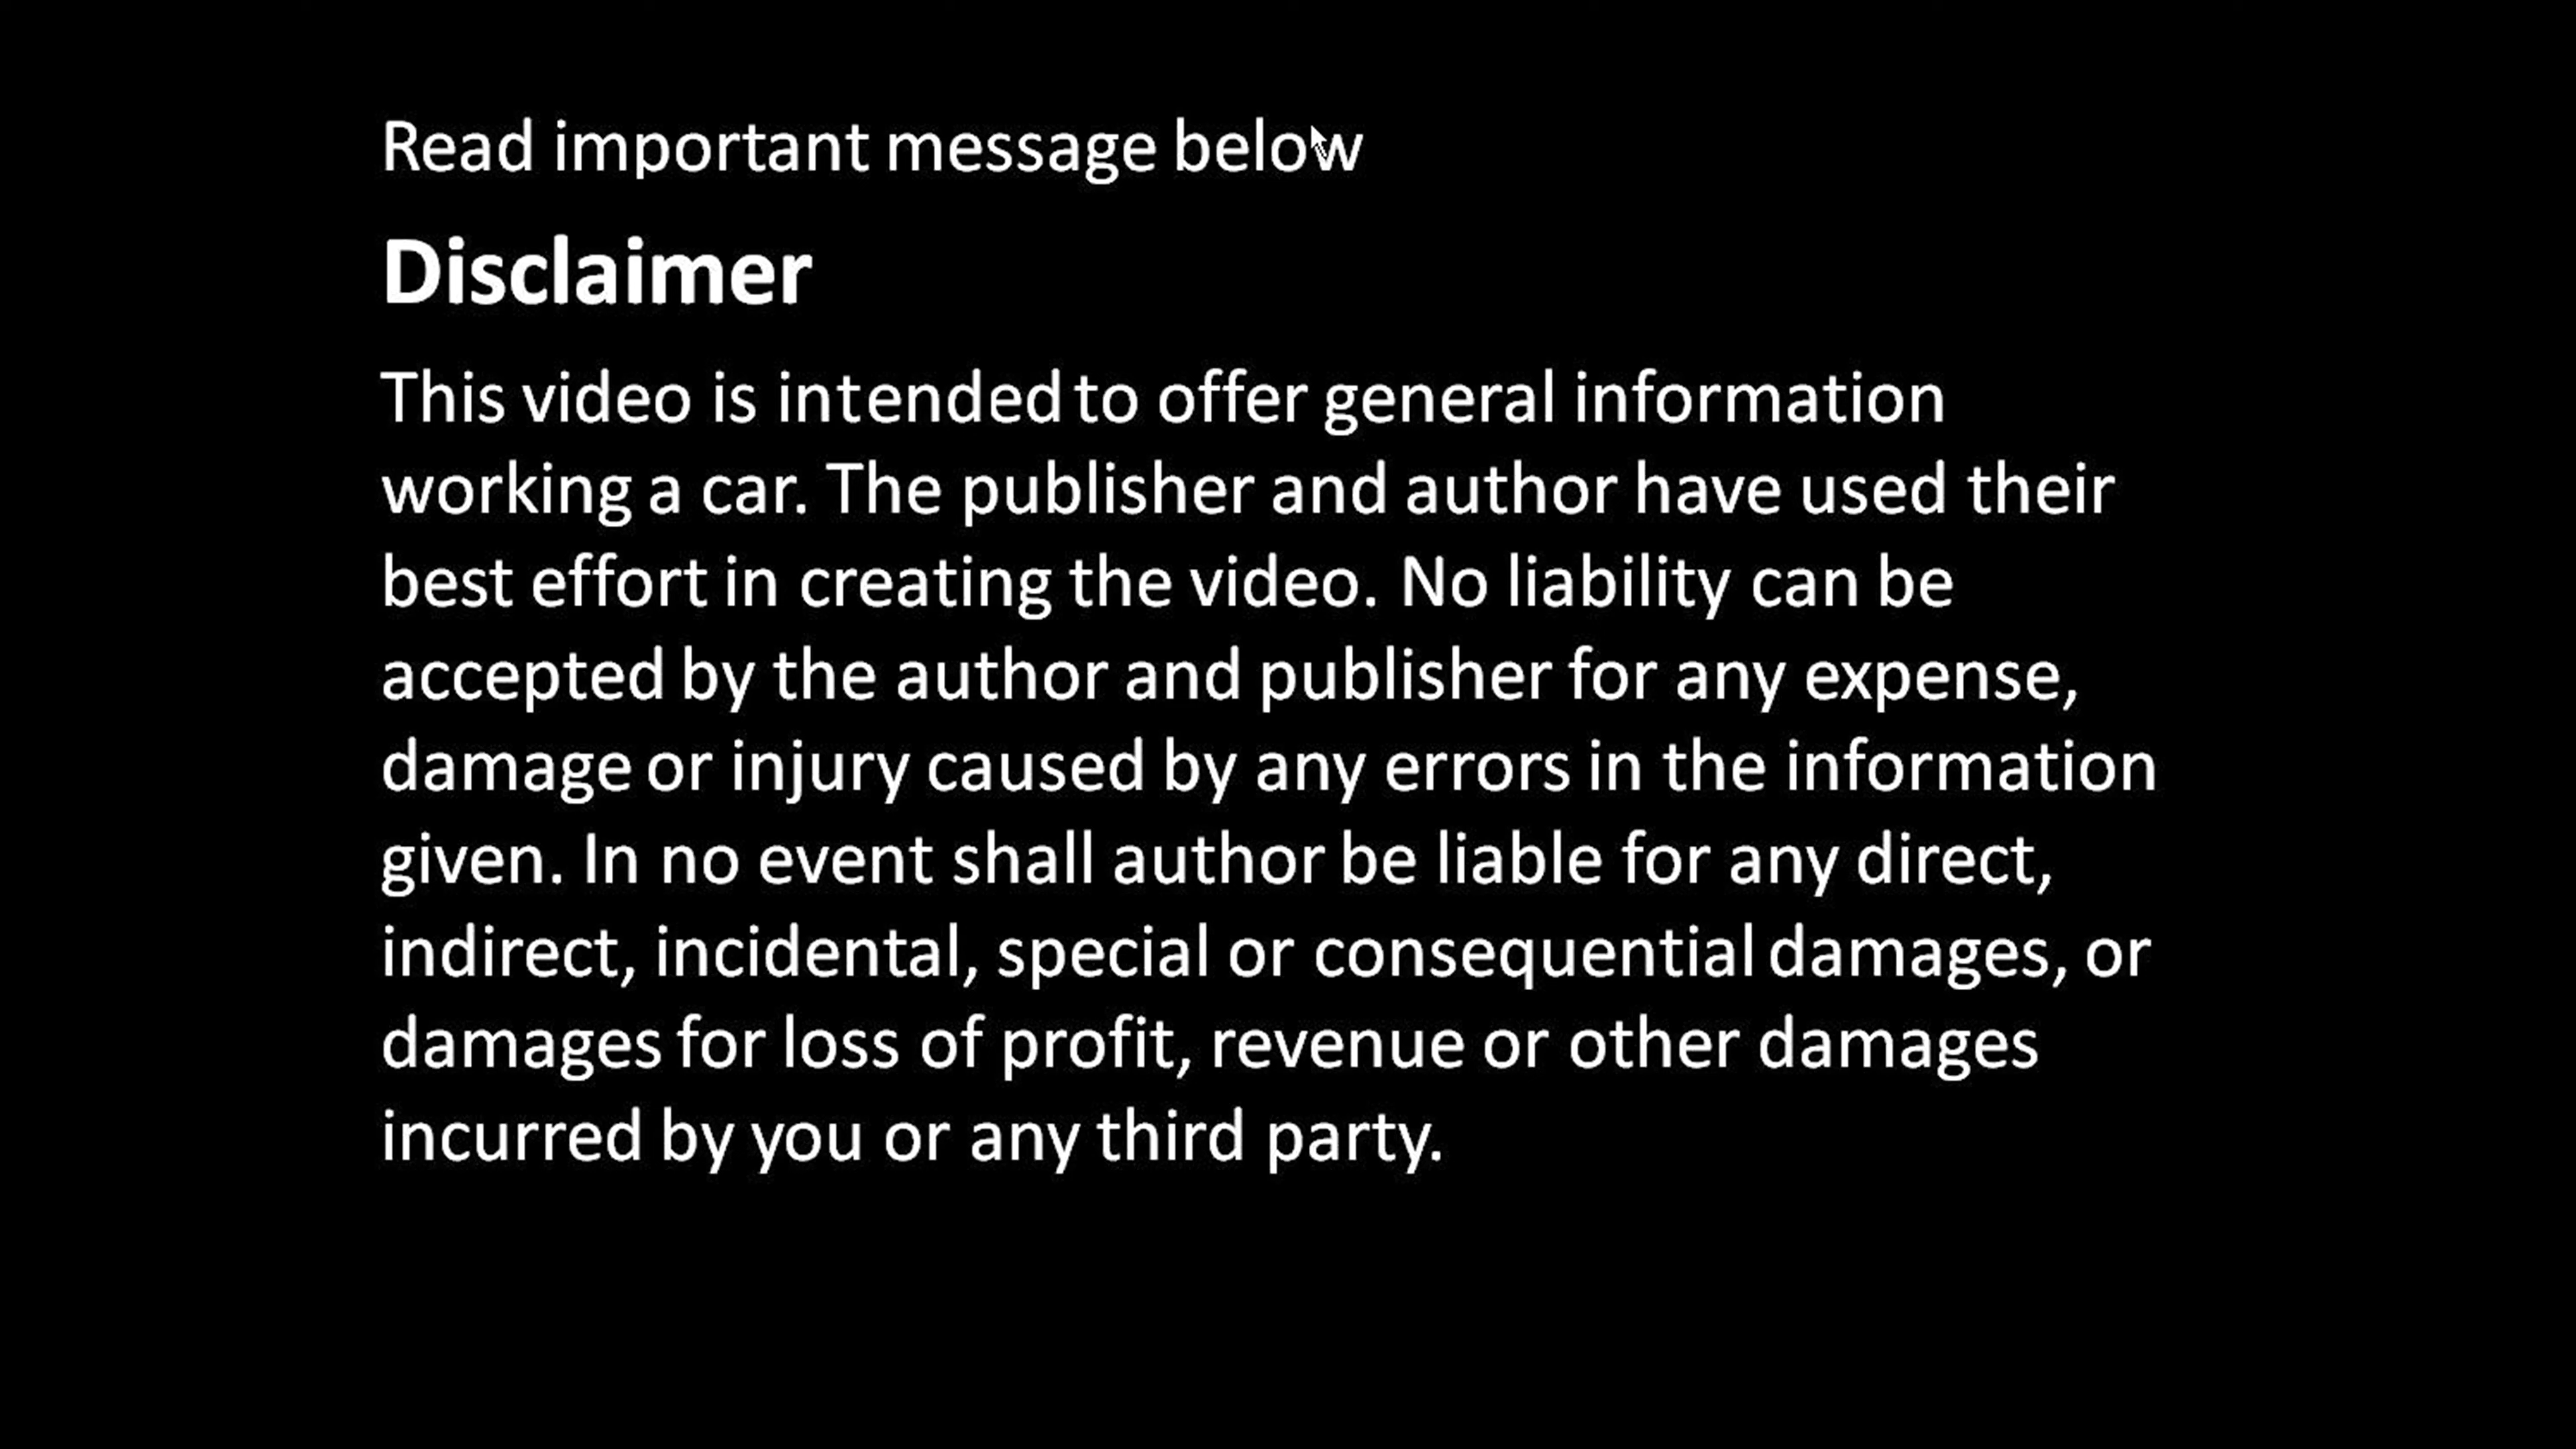 Read important message below
Disclaimer
This video is intended to offer general information
working a car. The publisher and author have used their
best effort in creating the video. No liability can be
accepted by the author and publisher for any expense,
damage or injury caused by any errors in the information
given. In no event shall author be liable for any direct,
indirect, incidental, special or consequential damages, or
damages for loss of profit, revenue or other damages
incurred by you or any third party.